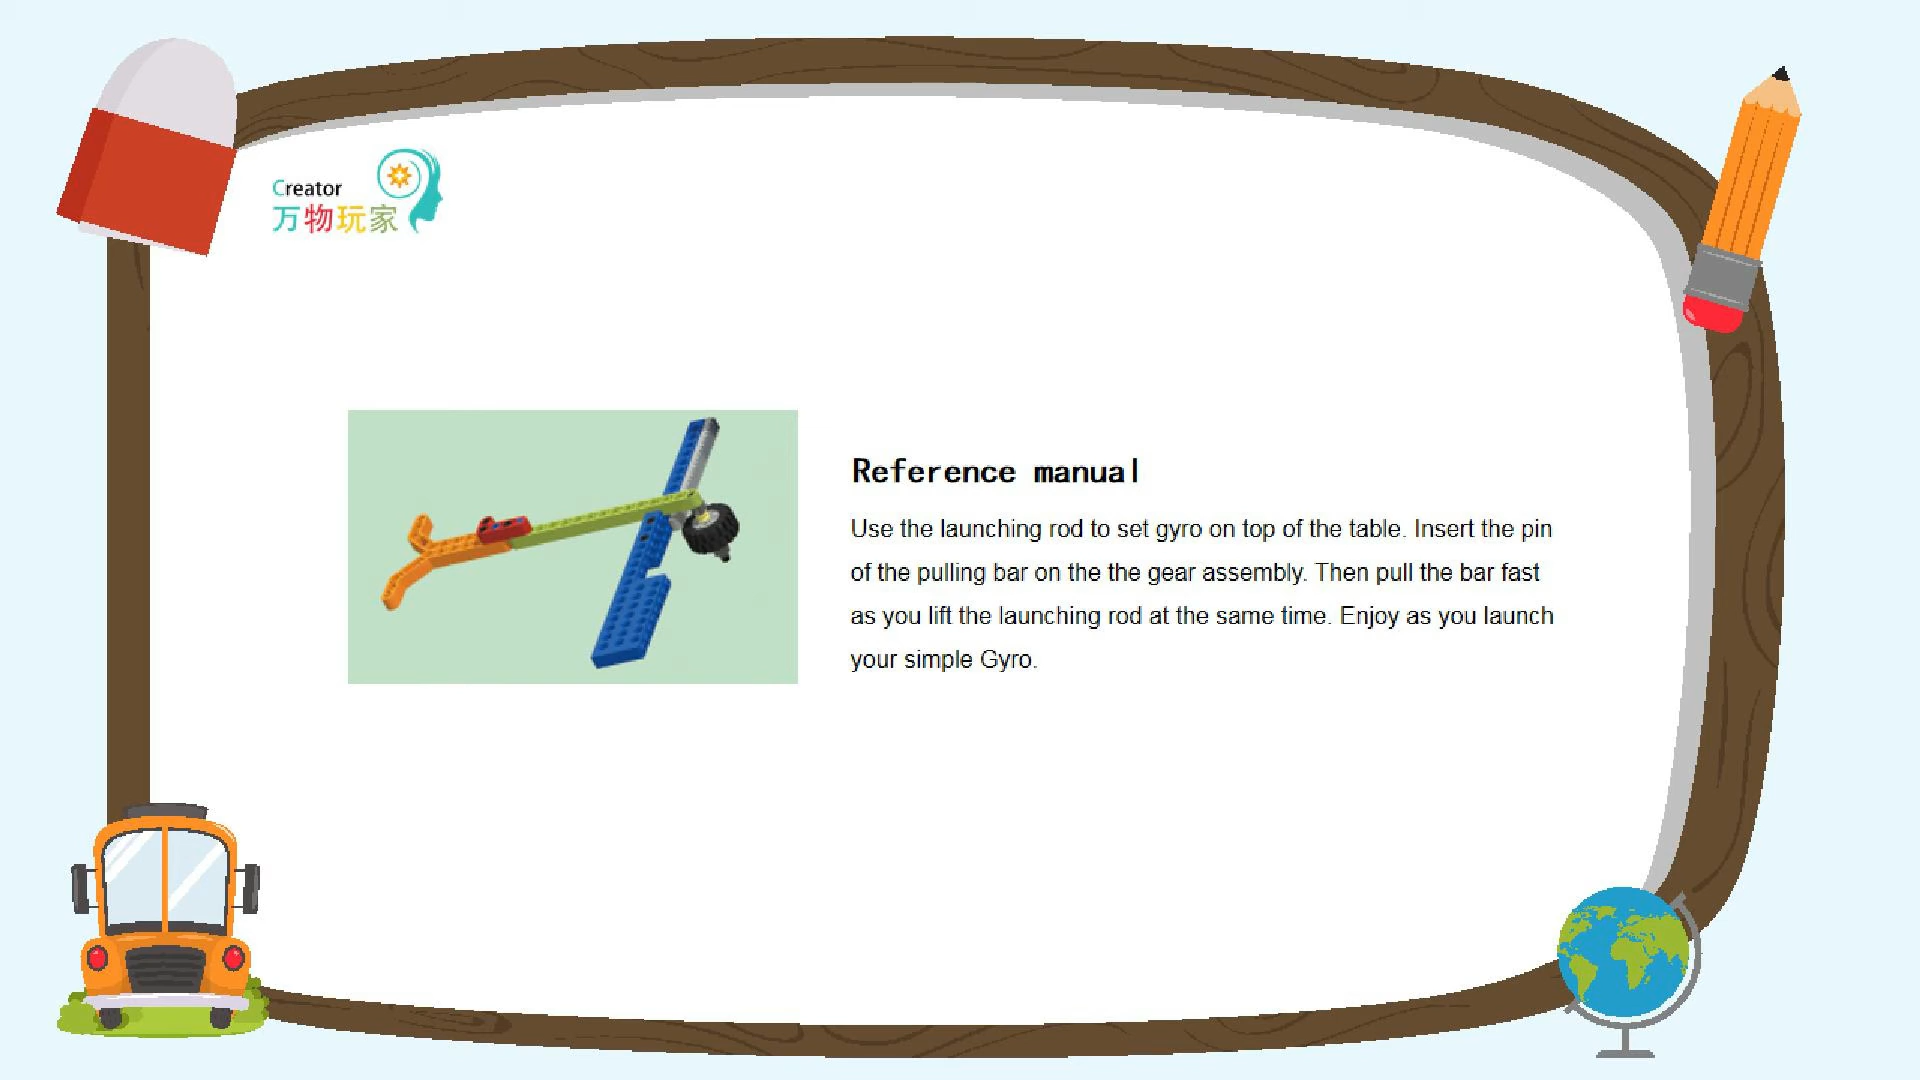 Creator
万物玩家
Reference manual
Use the launching rod to set gyro on top of the table. Insert the pin
of the pulling bar on the the gear assembly. Then pull the bar fast
as you lift the launching rod at the same time. Enjoy as you launch
your simple Gyro.